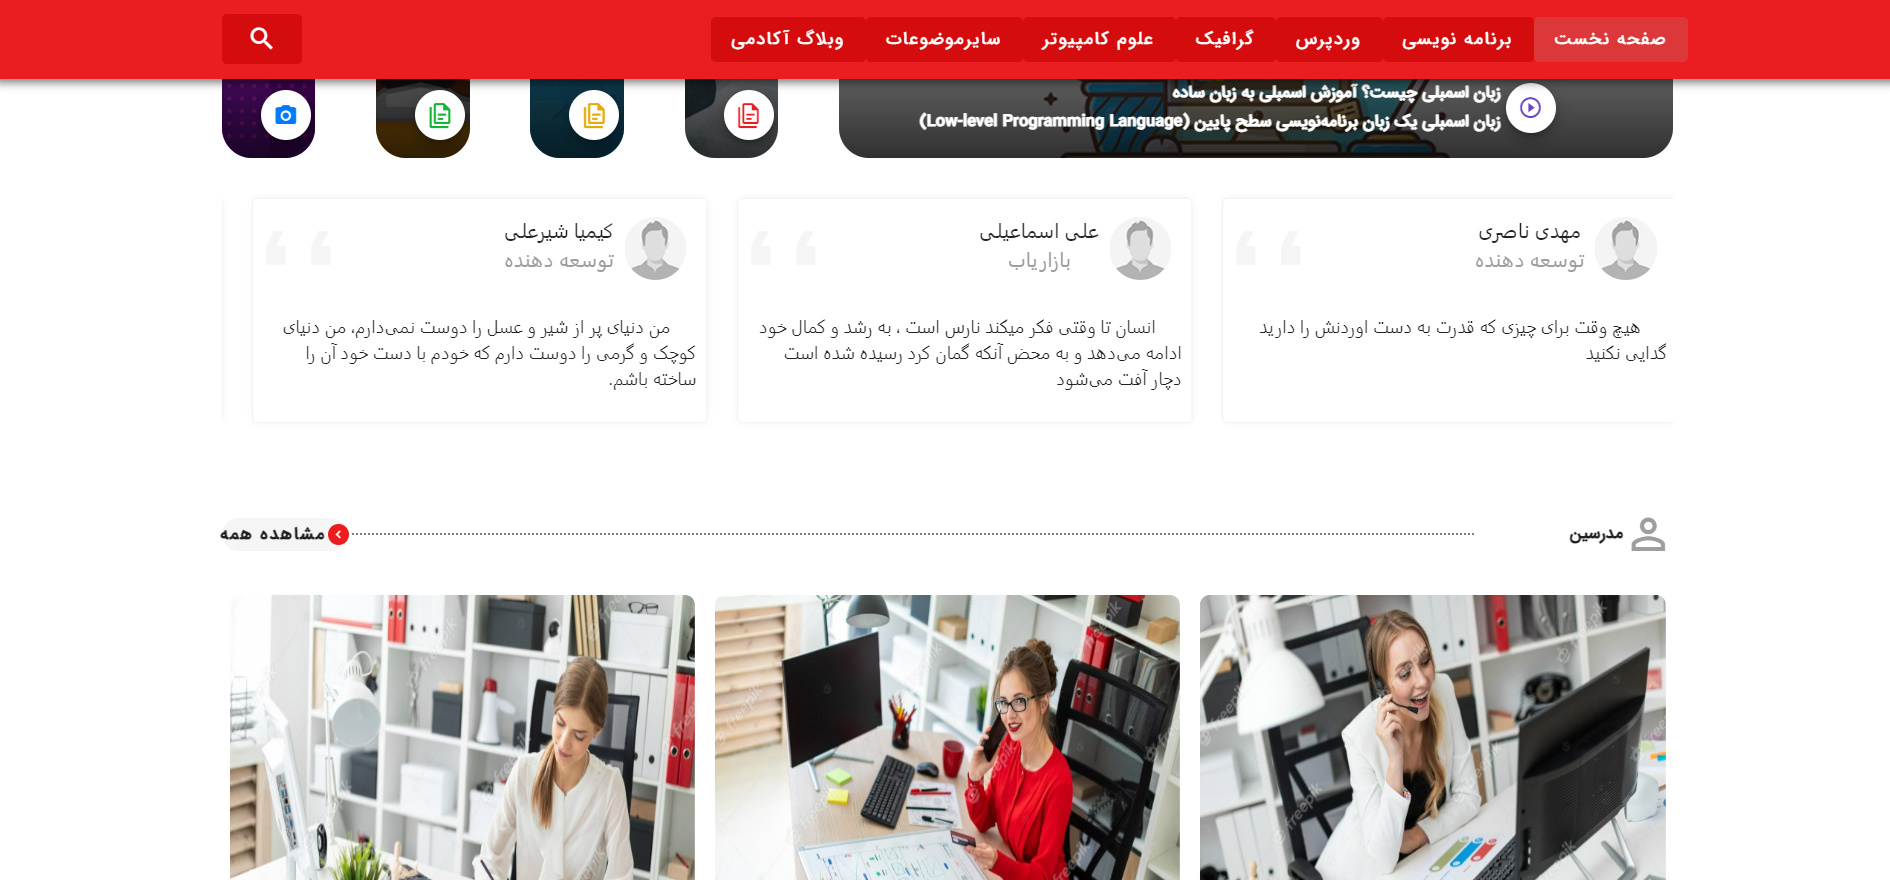 صفحه نخست
برنامه نویسی
وردپرس
گرافیک
علوم کامپیوتر
سایرموضوعات
وبلاگ آکادمی
زبان اسمبلی چیست؟ آموزش اسمبلی به زبان ساده
زبان اسمبلی یک زبان برنامه‌نویسی سطح پایین (Low-level Programming Language)
مهدی ناصری
توسعه دهنده
هیچ وقت برای چیزی که قدرت به دست اوردنش را دارید
گدایی نکنید
علی اسماعیلی
بازاریاب
انسان تا وقتی فکر میکند نارس است ، به رشد و کمال خود
ادامه می‌دهد و به محض آنکه گمان کرد رسیده شده است
دچار آفت می‌شود
کیمیا شیرعلی
توسعه دهنده
من دنیای پر از شیر و عسل را دوست نمی‌دارم، من دنیای
کوچک و گرمی را دوست دارم که خودم با دست خود آن را
ساخته باشم.
مدرسین
مشاهده همه
freepik
freepik
freepik
freepik